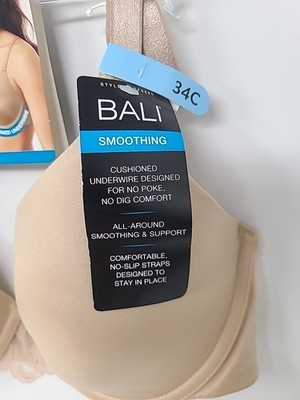 34C
BALI
SMOOTHING
CUSHIONED
UNDERWIRE DESIGNED
FOR NO POKE,
NO DIG COMFORT
ALL-AROUND
SMOOTHING & SUPPORT
COMFORTABLE,
NO-SLIP STRAPS
DESIGNED TO
STAY IN PLACE